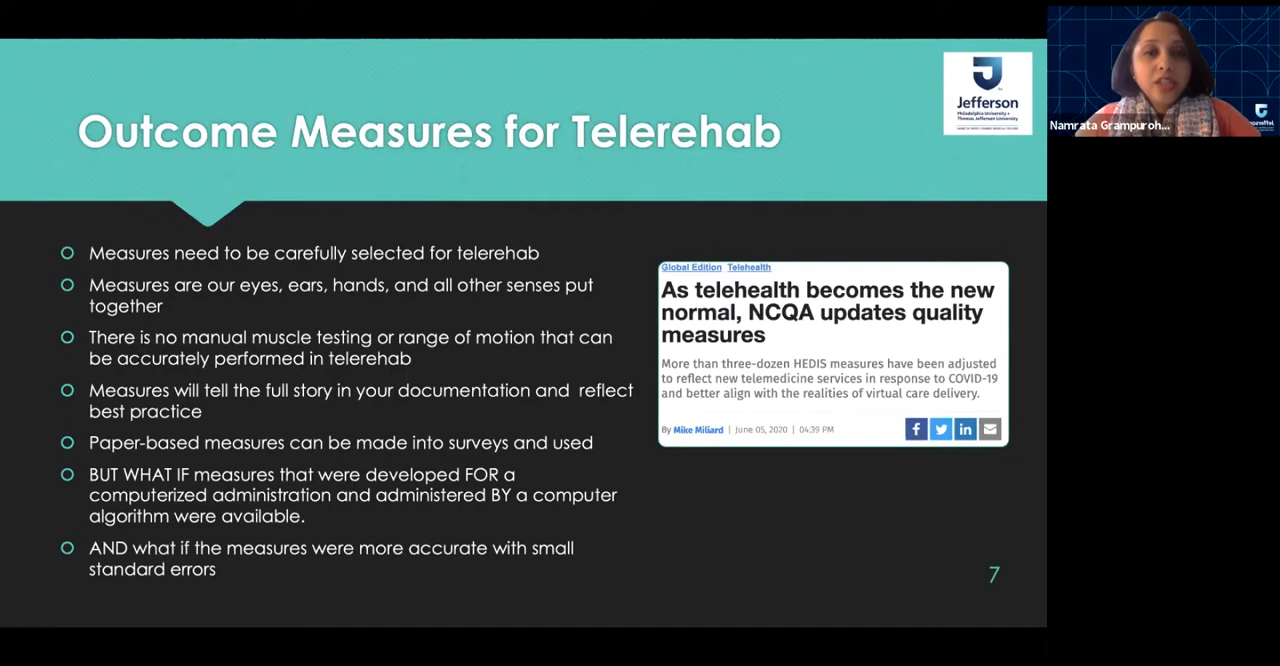 Outcome Measures for Telerehab
Jefferson
Philadelphia University +
Thomas Jefferson University
Namrata Grampuroh...
Measures need to be carefully selected for telerehab
Measures are our eyes, ears, hands, and all other senses put
together
There is no manual muscle testing or range of motion that can
be accurately performed in telerehab
Measures will tell the full story in your documentation and reflect
best practice
Paper-based measures can be made into surveys and used
BUT WHAT IF measures that were developed FOR a
computerized administration and administered BY a computer
algorithm were available.
AND what if the measures were more accurate with small
standard errors
Global Edition Telehealth
As telehealth becomes the new
normal, NCQA updates quality
measures
More than three-dozen HEDIS measures have been adjusted
to reflect new telemedicine services in response to COVID-19
and better align with the realities of virtual care delivery.
By Mike Miliard | June 05, 2020 | 04:39 PM
7